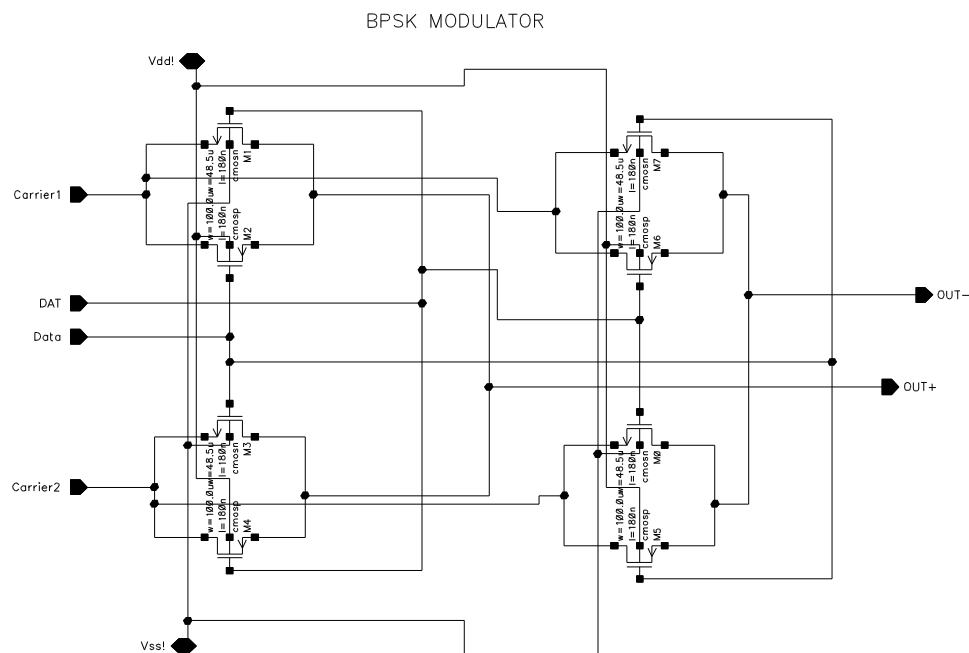 BPSK MODULATOR
Vdd!
Carrier1
DAT
Data
Carrier2
Vss!
OUT-
OUT+
w=48.5u
l=180n
cmosn
M1
w=100.0u
l=180n
cmosp
M2
w=48.5u
l=180n
cmosn
M3
w=100.0u
l=180n
cmosp
M4
w=48.5u
l=180n
cmosn
M7
w=100.0u
l=180n
cmosp
M6
w=48.5u
l=180n
cmosn
M0
w=100.0u
l=180n
cmosp
M5